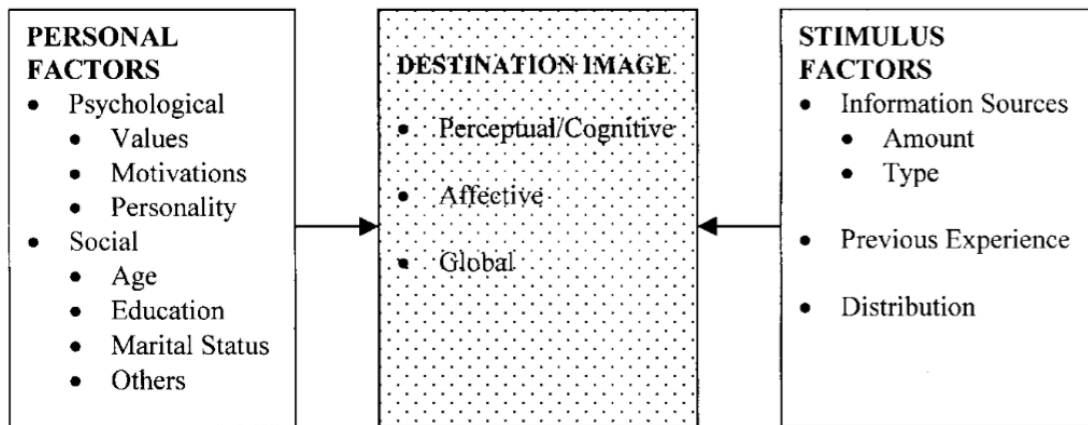 PERSONAL
FACTORS
• Psychological
• Values
• Motivations
• Personality
• Social
• Age
• Education
• Marital Status
• Others
DESTINATION IMAGE
• Perceptual/Cognitive
• Affective
• Global
STIMULUS
FACTORS
• Information Sources
• Amount
• Type
• Previous Experience
• Distribution